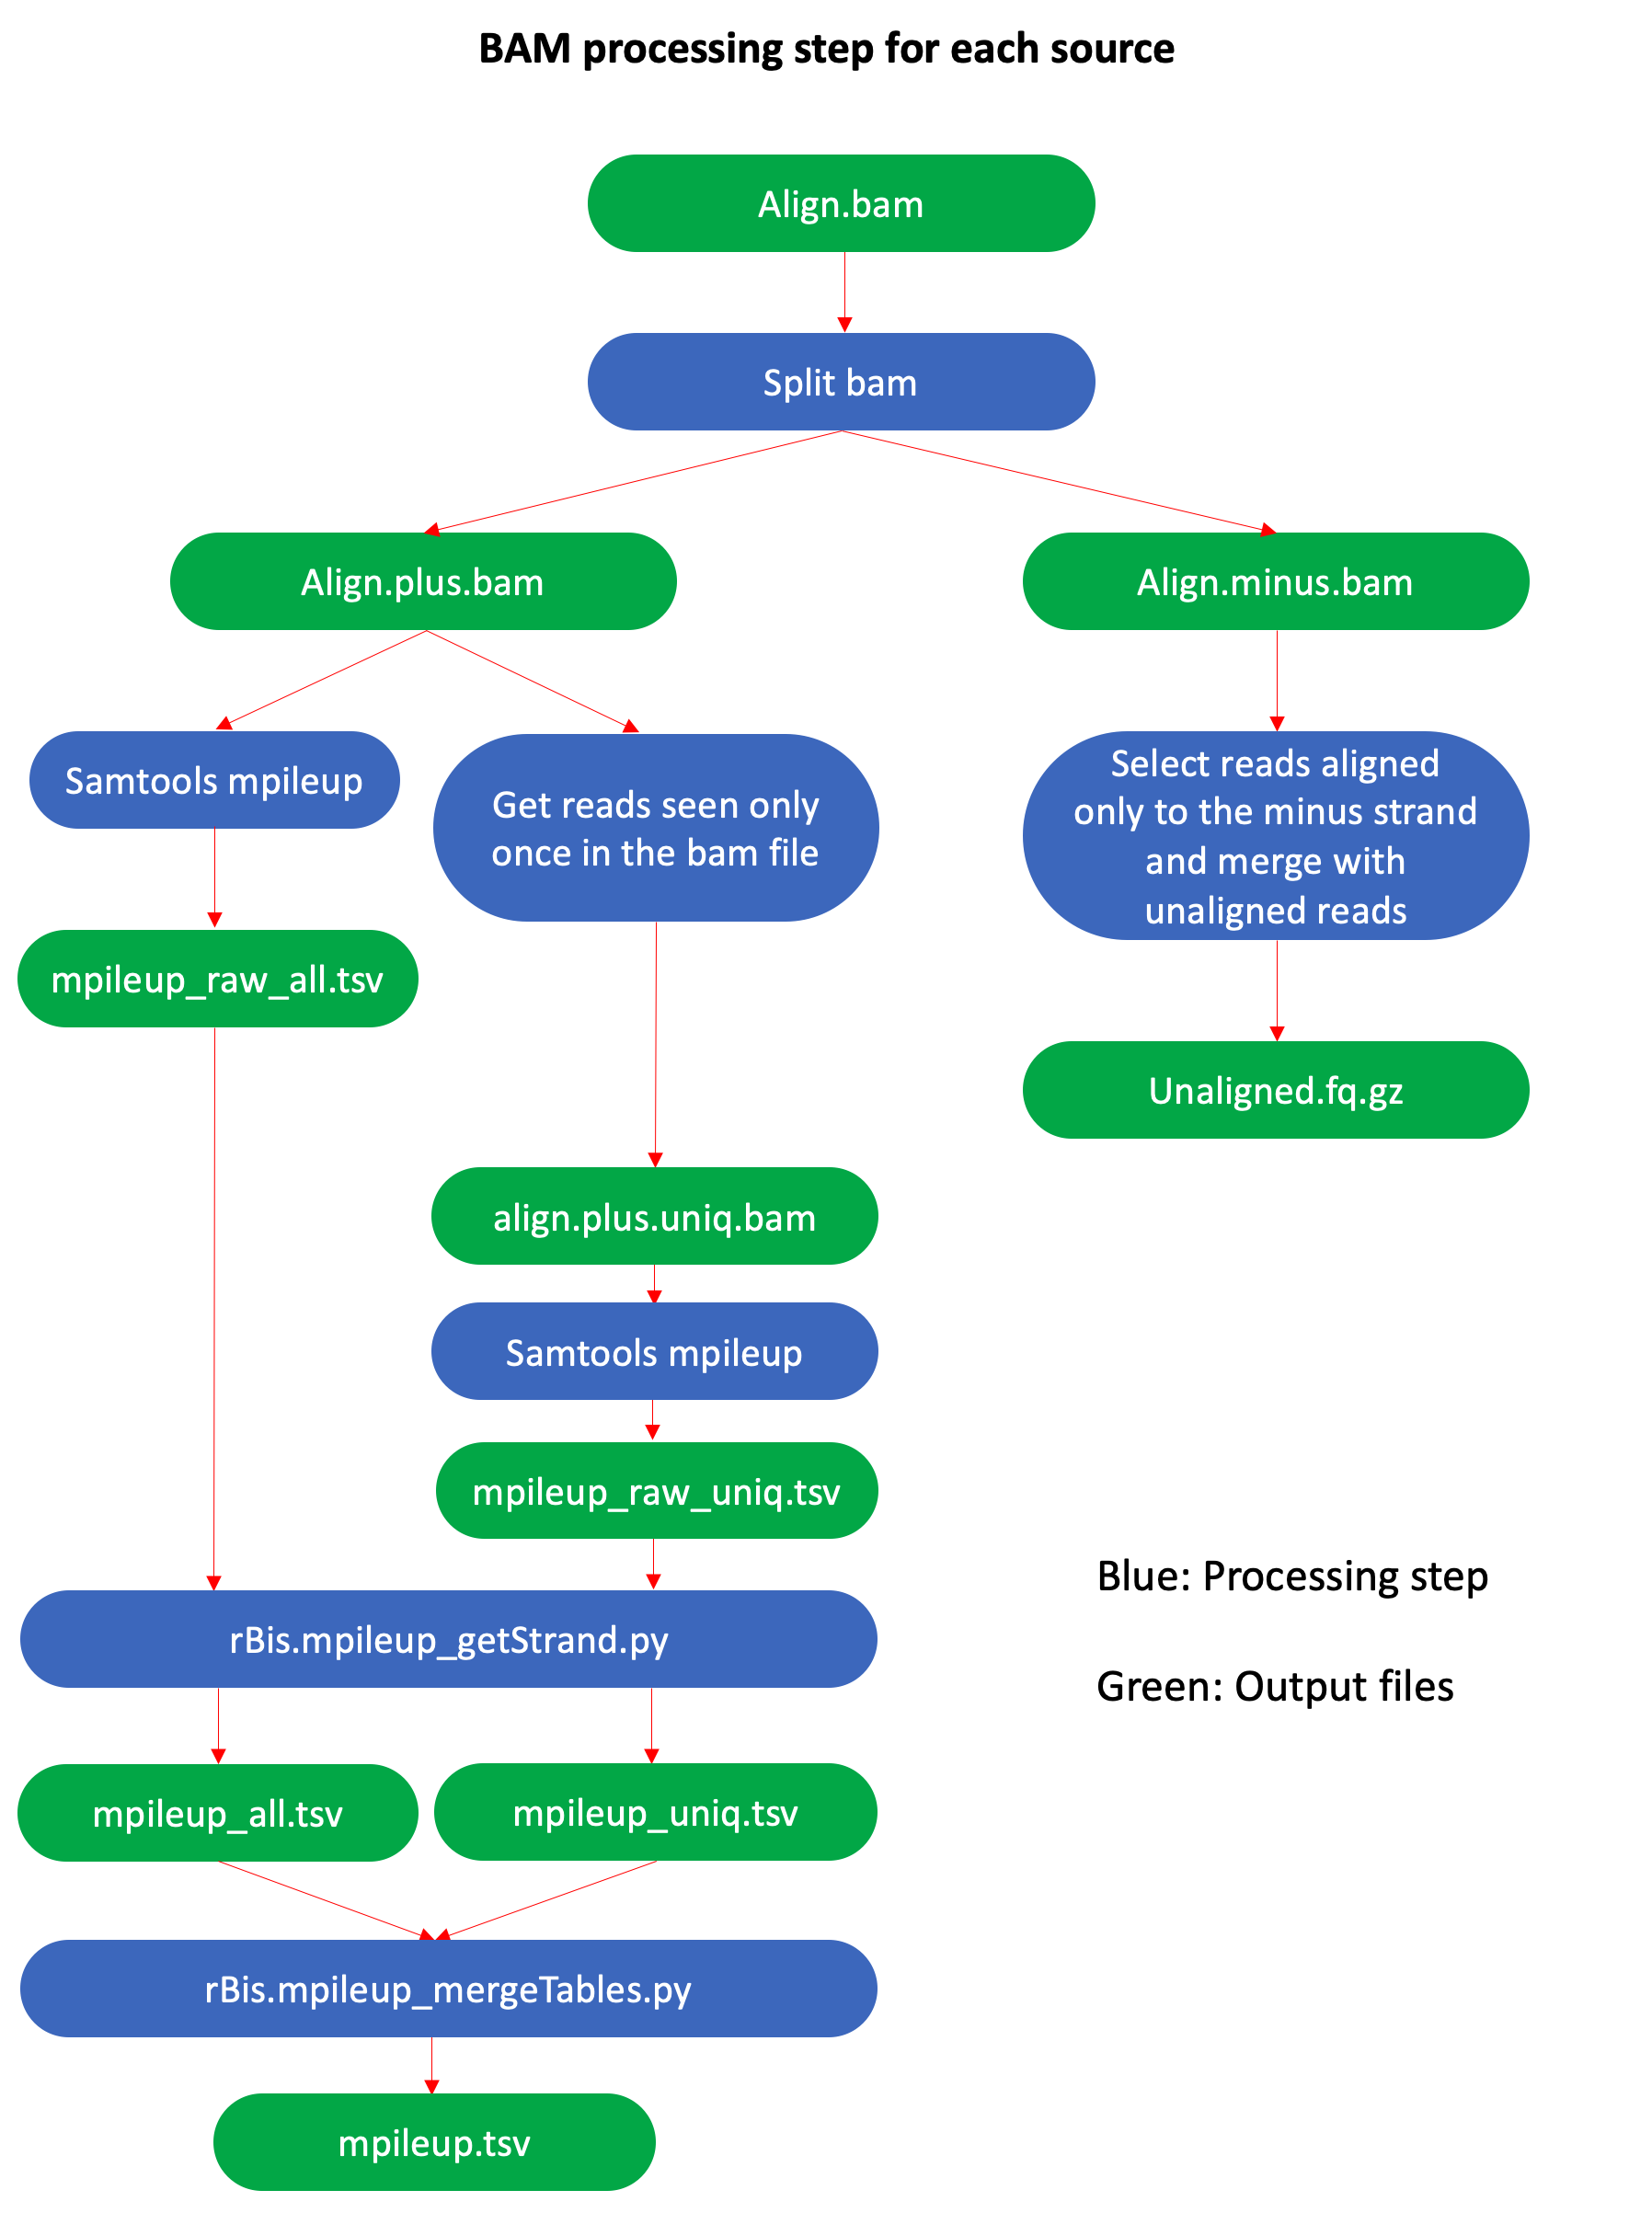 BAM processing step for each source
Align.bam
Split bam
Align.plus.bam
Align.minus.bam
Samtools mpileup
Get reads seen only
once in the bam file
Select reads aligned
only to the minus strand
and merge with
unaligned reads
mpileup_raw_all.tsv
Unaligned.fq.gz
align.plus.uniq.bam
Samtools mpileup
mpileup_raw_uniq.tsv
Blue: Processing step
rBis.mpileup_getStrand.py
Green: Output files
mpileup_all.tsv
mpileup_uniq.tsv
rBis.mpileup_mergeTables.py
mpileup.tsv